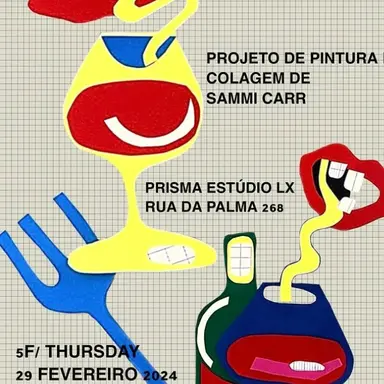 PROJETO DE PINTURA
COLAGEM DE
SAMMI CARR
PRISMA ESTÚDIO LX
RUA DA PALMA 268
5F/ THURSDAY
29 FEVEREIRO 2024